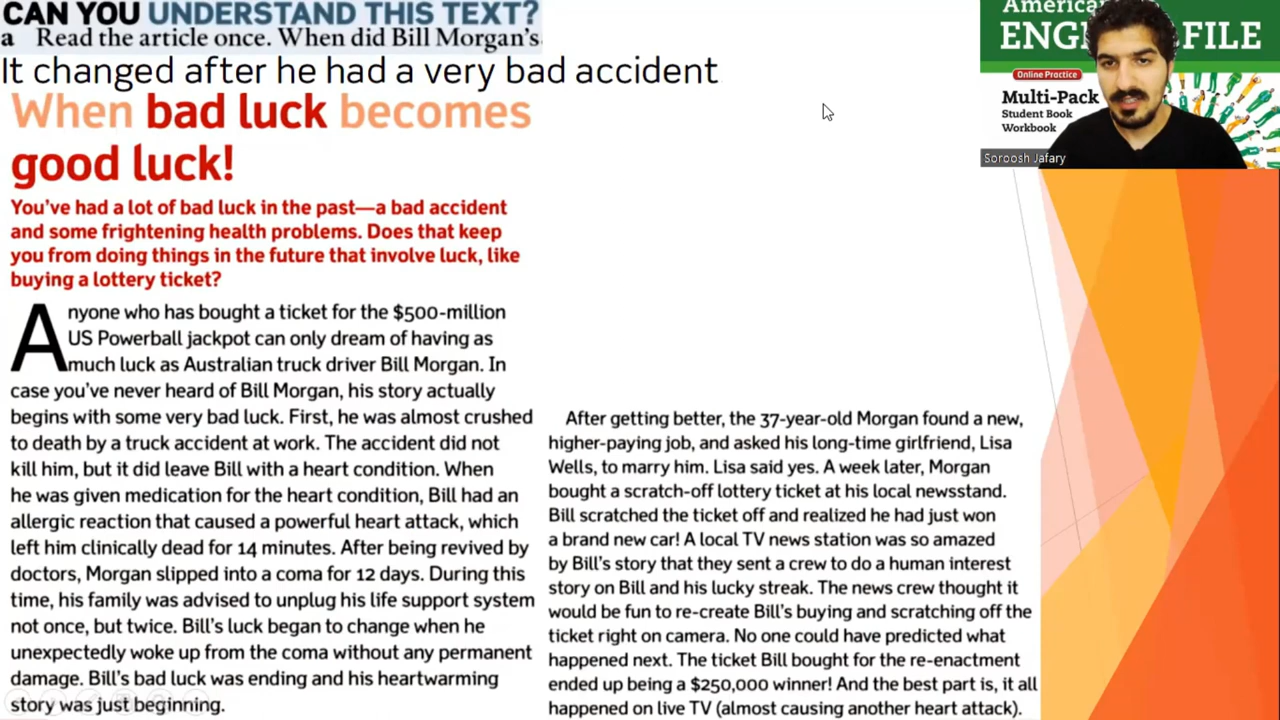 CAN YOU UNDERSTAND THIS TEXT?
a Read the article once. When did Bill Morgan's
It changed after he had a very bad accident
When bad luck becomes
good luck!
You've had a lot of bad luck in the past—a bad accident
and some frightening health problems. Does that keep
you from doing things in the future that involve luck, like
buying a lottery ticket?
Anyone who has bought a ticket for the $500-million
US Powerball jackpot can only dream of having as
much luck as Australian truck driver Bill Morgan. In
case you've never heard of Bill Morgan, his story actually
begins with some very bad luck. First, he was almost crushed
to death by a truck accident at work. The accident did not
kill him, but it did leave Bill with a heart condition. When
he was given medication for the heart condition, Bill had an
allergic reaction that caused a powerful heart attack, which
left him clinically dead for 14 minutes. After being revived by
doctors, Morgan slipped into a coma for 12 days. During this
time, his family was advised to unplug his life support system
not once, but twice. Bill's luck began to change when he
unexpectedly woke up from the coma without any permanent
damage. Bill's bad luck was ending and his heartwarming
story was just beginning.
After getting better, the 37-year-old Morgan found a new,
higher-paying job, and asked his long-time girlfriend, Lisa
Wells, to marry him. Lisa said yes. A week later, Morgan
bought a scratch-off lottery ticket at his local newsstand.
Bill scratched the ticket off and realized he had just won
a brand new car! A local TV news station was so amazed
by Bill's story that they sent a crew to do a human interest
story on Bill and his lucky streak. The news crew thought it
would be fun to re-create Bill's buying and scratching off the
ticket right on camera. No one could have predicted what
happened next. The ticket Bill bought for the re-enactment
ended up being a $250,000 winner! And the best part is, it all
happened on live TV (almost causing another heart attack).
America
ENG FILE
Online Practice
Multi-Pack
Student Book
Workbook
Soroosh Jafary